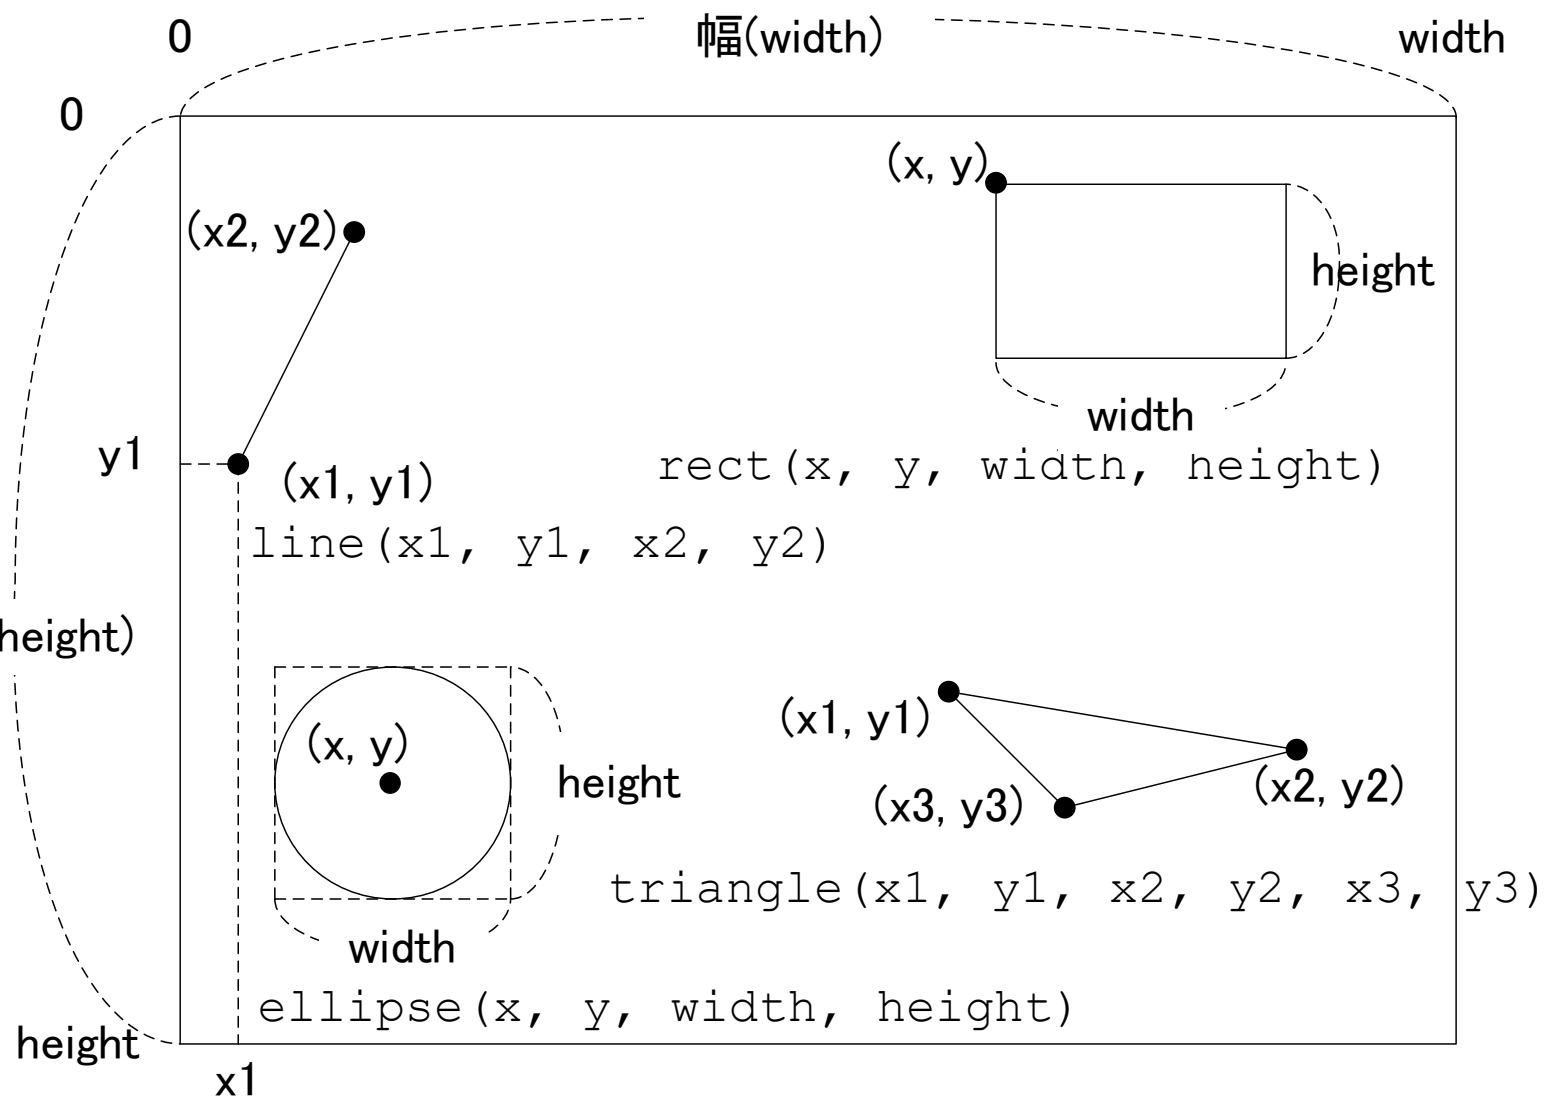 0
幅(width)
width
0
(x, y)
(x2, y2)
height
width
y1
(x1, y1)
rect(x, y, width, height)
line(x1, y1, x2, y2)
height)
(x, y)
(x1, y1)
height
(x2, y2)
(x3, y3)
triangle(x1, y1, x2, y2, x3, y3)
width
ellipse(x, y, width, height)
height
x1